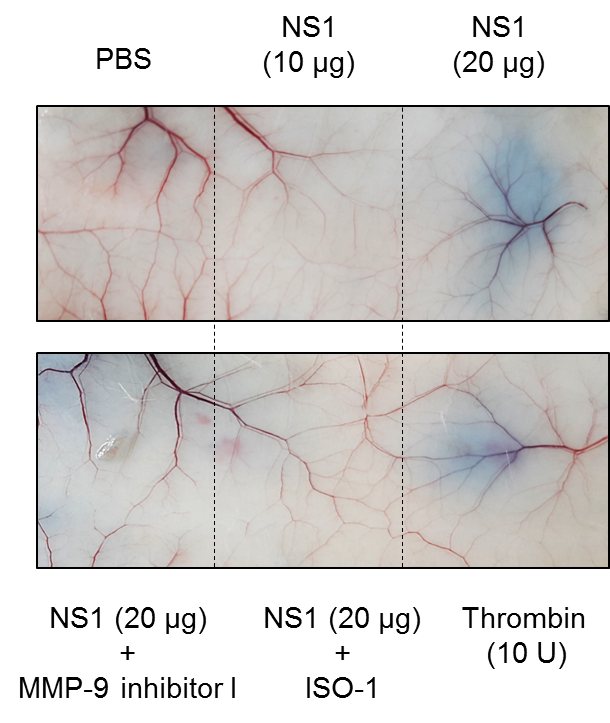 PBS
NS1
(10 µg)
NS1
(20 µg)
NS1 (20 µg)
+
MMP-9 inhibitor I
NS1 (20 µg)
+
ISO-1
Thrombin
(10 U)